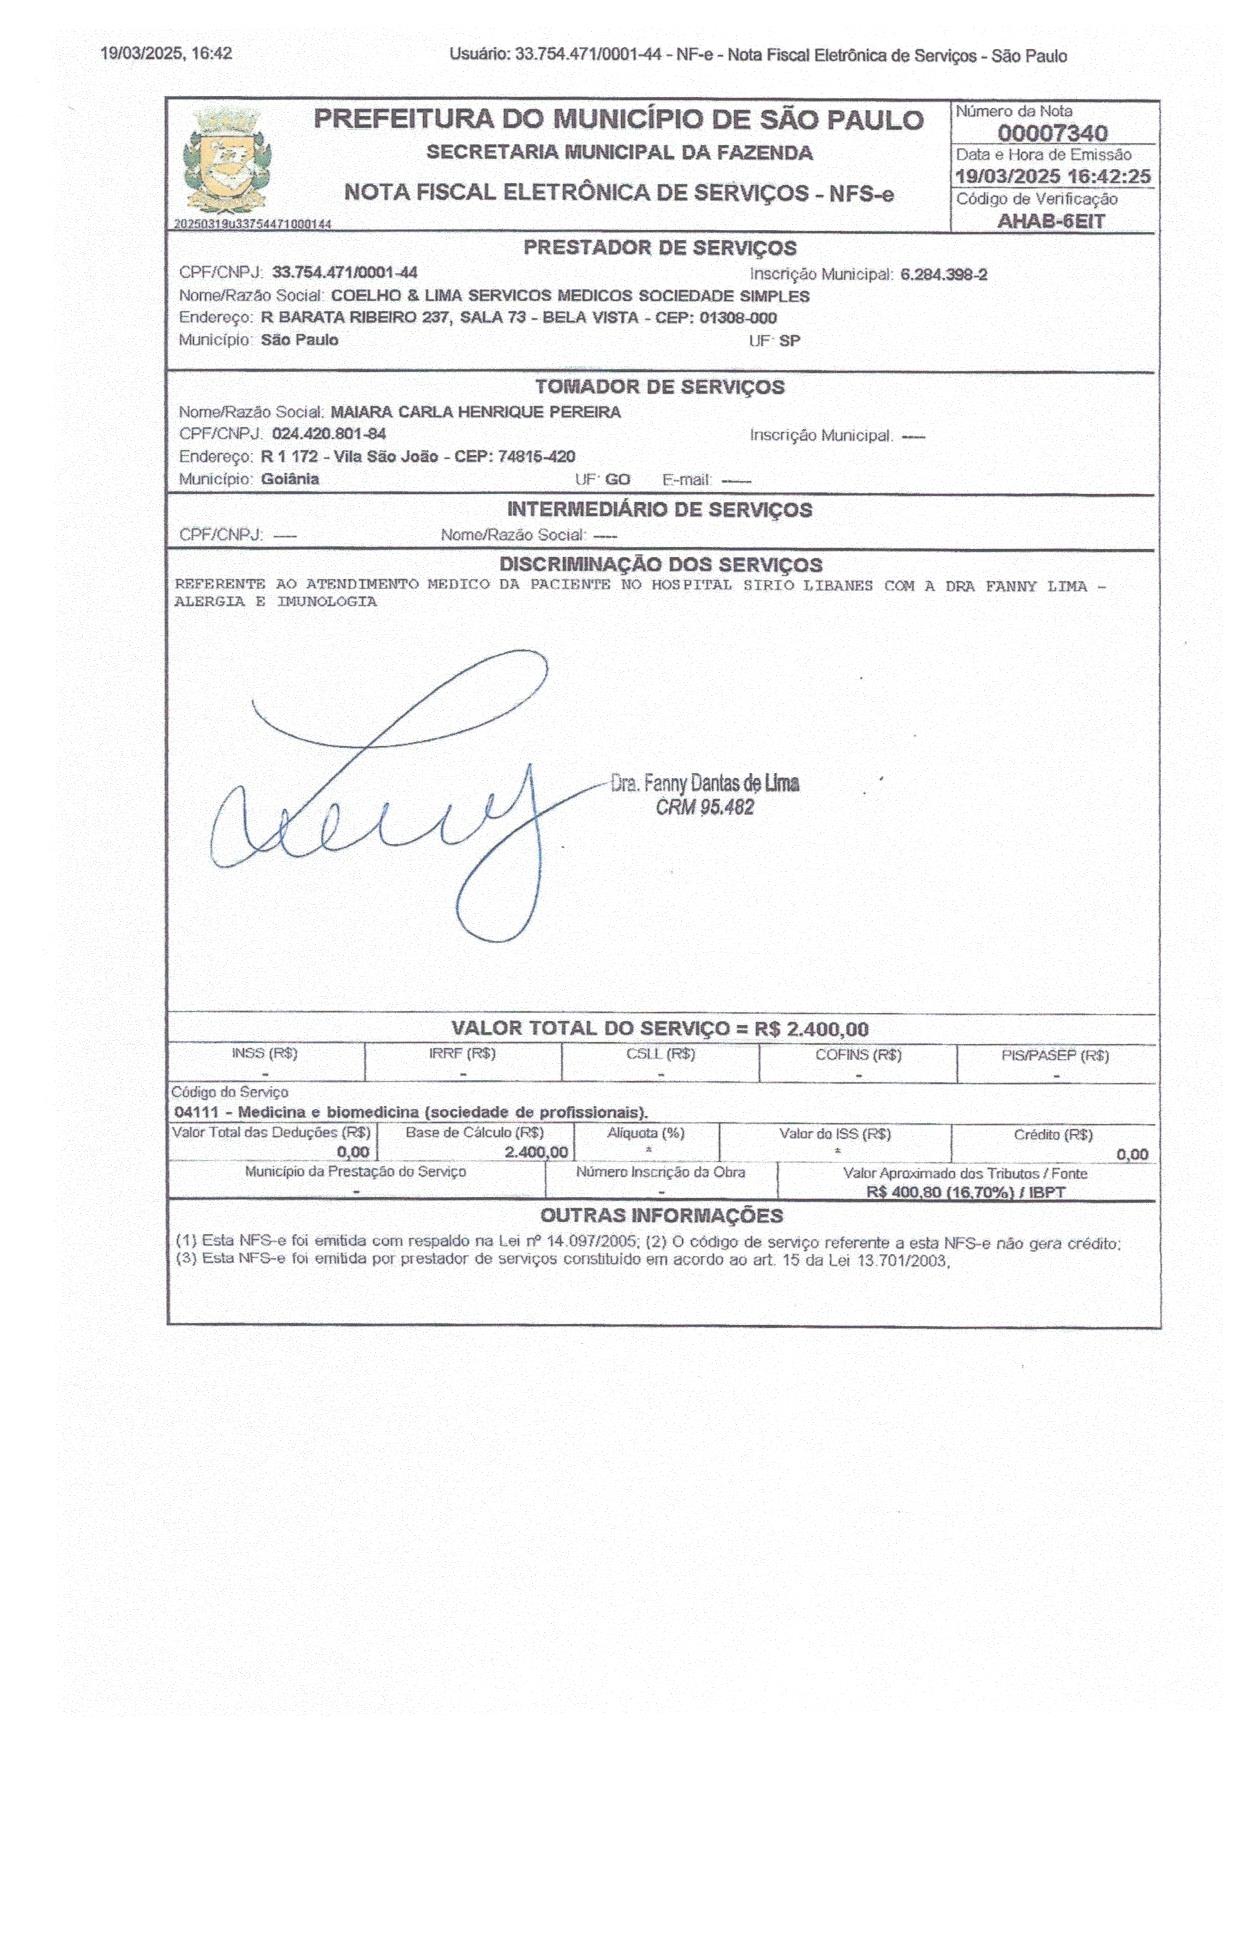 19/03/2025, 16:42 Usuário: 33.754.471/0001-44 - NF-e - Nota Fiscal Eletrônica de Serviços - São Paulo
PREFEITURA DO MUNICÍPIO DE SÃO PAULO
SECRETARIA MUNICIPAL DA FAZENDA
NOTA FISCAL ELETRÔNICA DE SERVIÇOS - NFS-e
20250319u33754471000144
Número da Nota
00007340
Data e Hora de Emissão
19/03/2025 16:42:25
Código de Verificação
AHAB-6EIT
PRESTADOR DE SERVIÇOS
CPF/CNPJ: 33.754.471/0001-44 Inscrição Municipal: 6.284.398-2
Nome/Razão Social: COELHO & LIMA SERVICOS MEDICOS SOCIEDADE SIMPLES
Endereço: R BARATA RIBEIRO 237, SALA 73 - BELA VISTA - CEP: 01308-000
Município: São Paulo UF: SP
TOMADOR DE SERVIÇOS
Nome/Razão Social: MAIARA CARLA HENRIQUE PEREIRA
CPF/CNPJ: 024.420.801-84 Inscrição Municipal: ----
Endereço: R 1 172 - Vila São João - CEP: 74815-420
Município: Goiânia UF: GO E-mail: -----
INTERMEDIÁRIO DE SERVIÇOS
CPF/CNPJ: ---- Nome/Razão Social: ----
DISCRIMINAÇÃO DOS SERVIÇOS
REFERENTE AO ATENDIMENTO MEDICO DA PACIENTE NO HOSPITAL SIRIO LIBANES COM A DRA FANNY LIMA -
ALERGIA E IMUNOLOGIA
Dra. Fanny Dantas de Lima
CRM 95.482
VALOR TOTAL DO SERVIÇO = R$ 2.400,00
INSS (R$) IRRF (R$) CSLL (R$) COFINS (R$) PIS/PASEP (R$)
- - - - -
Código do Serviço
04111 - Medicina e biomedicina (sociedade de profissionais).
Valor Total das Deduções (R$) Base de Cálculo (R$) Alíquota (%) Valor do ISS (R$) Crédito (R$)
0,00 2.400,00 * * 0,00
Município da Prestação do Serviço Número Inscrição da Obra Valor Aproximado dos Tributos / Fonte
- - R$ 400,80 (16,70%) / IBPT
OUTRAS INFORMAÇÕES
(1) Esta NFS-e foi emitida com respaldo na Lei nº 14.097/2005; (2) O código de serviço referente a esta NFS-e não gera crédito;
(3) Esta NFS-e foi emitida por prestador de serviços constituído em acordo ao art. 15 da Lei 13.701/2003;